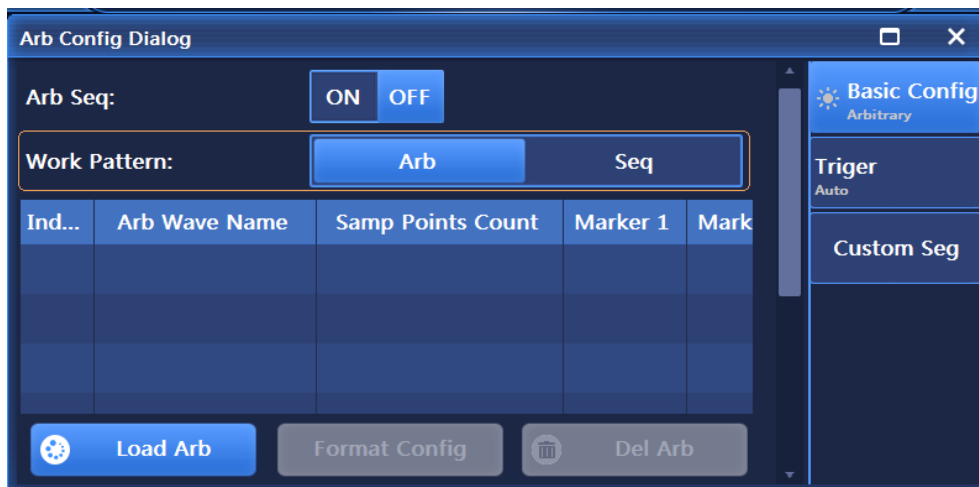 Arb Config Dialog
Arb Seq: ON OFF
Work Pattern: Arb Seq
Ind... Arb Wave Name Samp Points Count Marker 1 Mark
Load Arb Format Config Del Arb
Basic Config
Arbitrary
Triger
Auto
Custom Seg